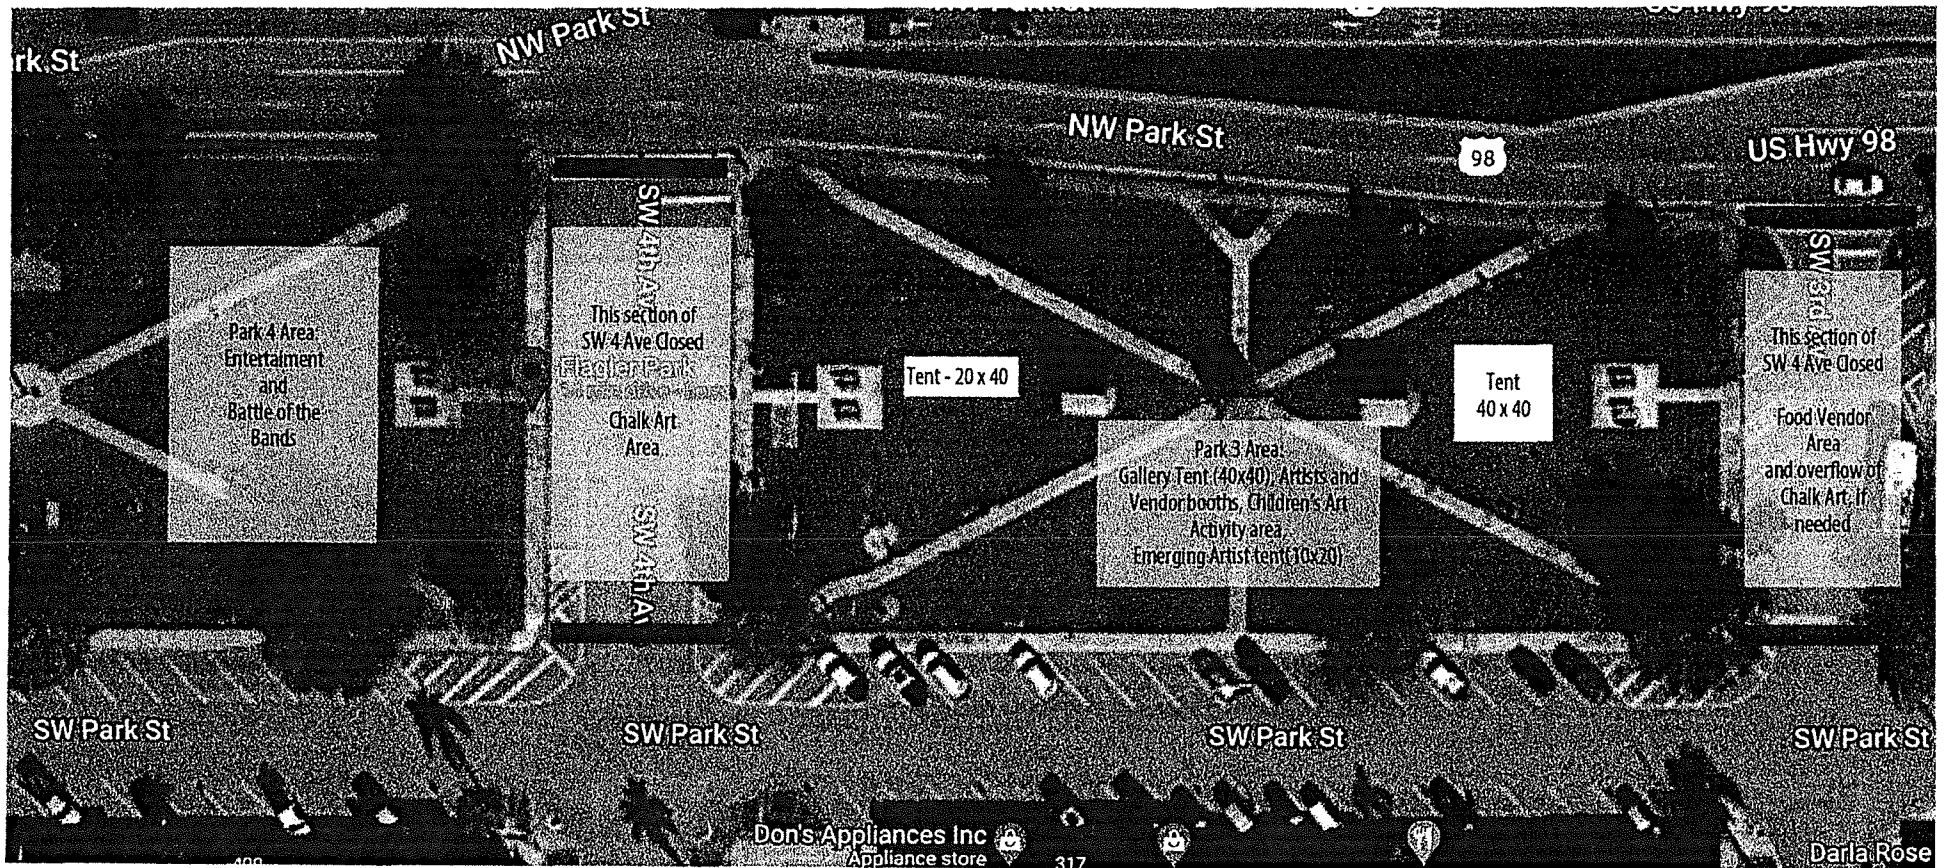 NW Park St
rk St
NW Park St
98
US Hwy 98
SW 4th Av
SW 3rd
Park 4 Area
Entertaiment
and
Battle of the
Bands
This section of
SW 4 Ave Closed
Flagler Park
Chalk Art
Area
Tent - 20 x 40
Tent
40 x 40
This section of
SW 4 Ave Closed
Food Vendor
Area
and overflow of
Chalk Art. If
needed
Park 3 Area:
Gallery Tent (40x40), Artists and
Vendor booths, Children's Art
Activity area,
Emerging Artist tent(10x20)
SW 4th A
SW Park St
SW Park St
SW Park St
SW Park St
Don's Appliances Inc
Appliance store
317
Darla Rose